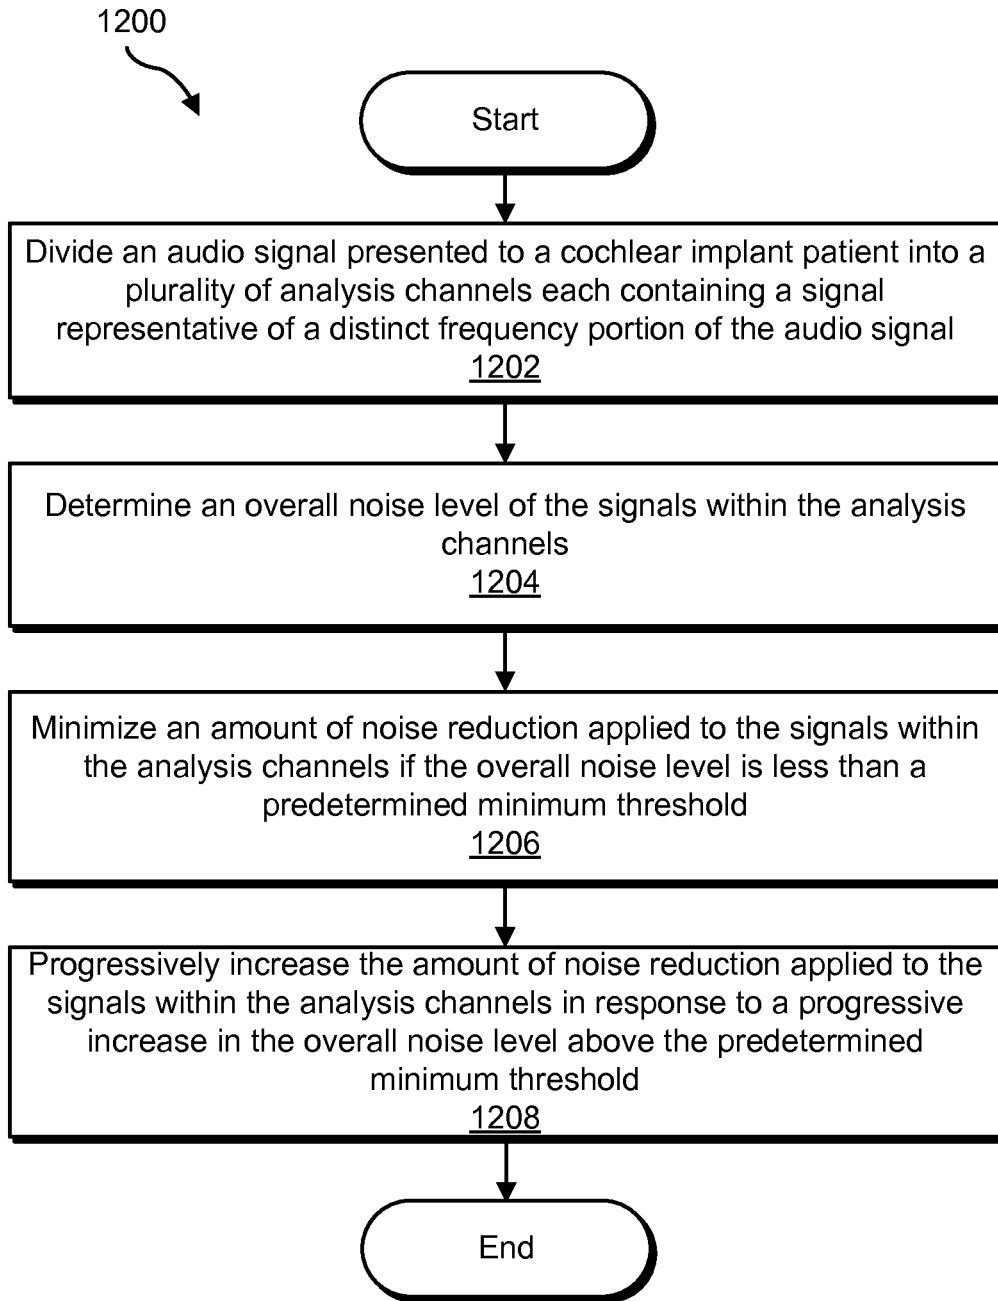 1200
Start
Divide an audio signal presented to a cochlear implant patient into a
plurality of analysis channels each containing a signal
representative of a distinct frequency portion of the audio signal
1202
Determine an overall noise level of the signals within the analysis
channels
1204
Minimize an amount of noise reduction applied to the signals within
the analysis channels if the overall noise level is less than a
predetermined minimum threshold
1206
Progressively increase the amount of noise reduction applied to the
signals within the analysis channels in response to a progressive
increase in the overall noise level above the predetermined
minimum threshold
1208
End